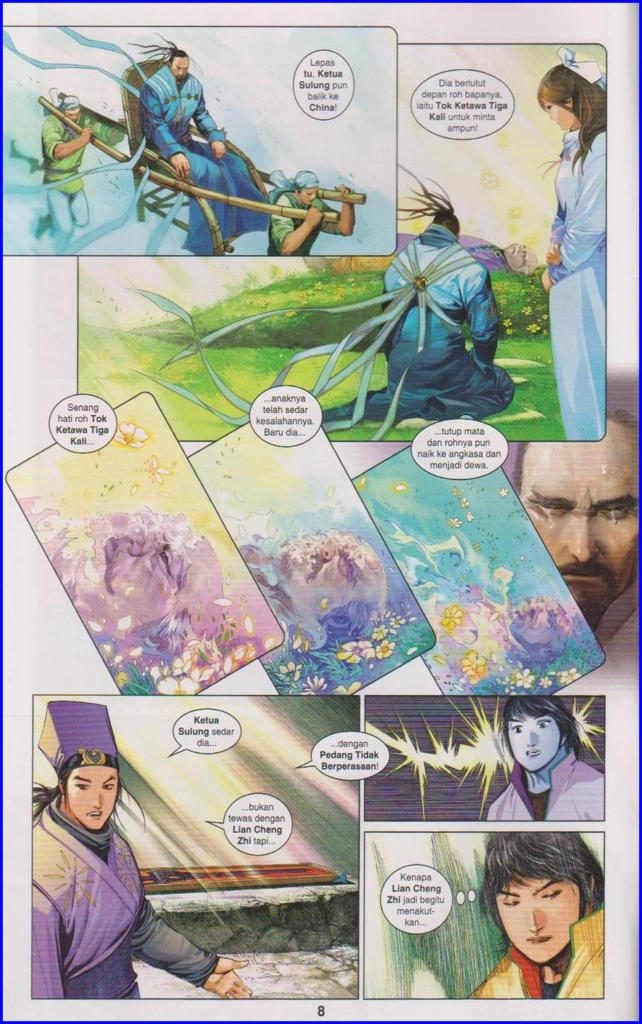 Lepas
tu, Ketua
Sulung pun
balik ke
China!
Dia berlutut
depan roh bapanya,
iaitu Tok Ketawa Tiga
Kali untuk minta
ampun!
Senang
hati roh Tok
Ketawa Tiga
Kali...
...anaknya
telah sedar
kesalahannya.
Baru dia...
...tutup mata
dan rohnya pun
naik ke angkasa dan
menjadi dewa.
Ketua
Sulung sedar
dia...
...bukan
tewas dengan
Lian Cheng
Zhi tapi...
...dengan
Pedang Tidak
Berperasaan!
Kenapa
Lian Cheng
Zhi jadi begitu
menakut-
kan...
8